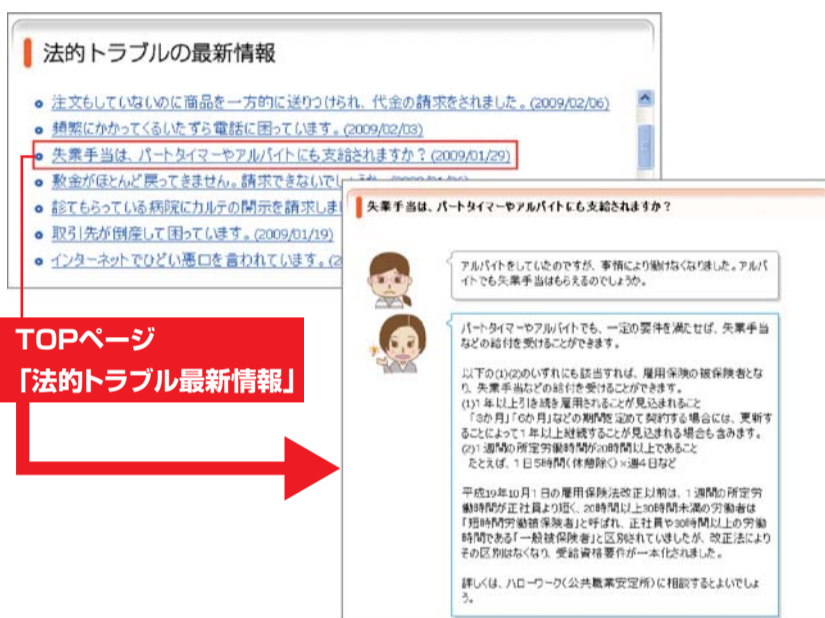 法的トラブルの最新情報
注文もしていないのに商品を一方的に送りつけられ、代金の請求をされました。(2009/02/06)
頻繁にかかってくるいたずら電話に困っています。(2009/02/03)
失業手当は、パートタイマーやアルバイトにも支給されますか？(2009/01/29)
敷金がほとんど戻ってきません。請求できないでし
診てもらっている病院にカルテの開示を請求しま
取引先が倒産して困っています。(2009/01/19)
インターネットでひどい悪口を言われています。(2
TOPページ
「法的トラブル最新情報」
失業手当は、パートタイマーやアルバイトにも支給されますか？
アルバイトをしていたのですが、事情により働けなくなりました。アルバ
イトでも失業手当はもらえるのでしょうか。
パートタイマーやアルバイトでも、一定の要件を満たせば、失業手当
などの給付を受けることができます。
以下の(1)(2)のいずれにも該当すれば、雇用保険の被保険者とな
り、失業手当などの給付を受けることができます。
(1)1年以上引き続き雇用されることが見込まれること
「3か月」「6か月」などの期間を定めて契約する場合には、更新す
ることによって1年以上継続することが見込まれる場合も含みます。
(2)1週間の所定労働時間が20時間以上であること
たとえば、1日5時間(休憩除く)×週4日など
平成19年10月1日の雇用保険法改正以前は、1週間の所定労
働時間が正社員より短く、20時間以上30時間未満の労働者は
「短時間労働被保険者」と呼ばれ、正社員や30時間以上の労働
時間である「一般被保険者」と区別されていましたが、改正法により
その区別はなくなり、受給資格要件が一本化されました。
詳しくは、ハローワーク(公共職業安定所)に相談するとよいでしょ
う。